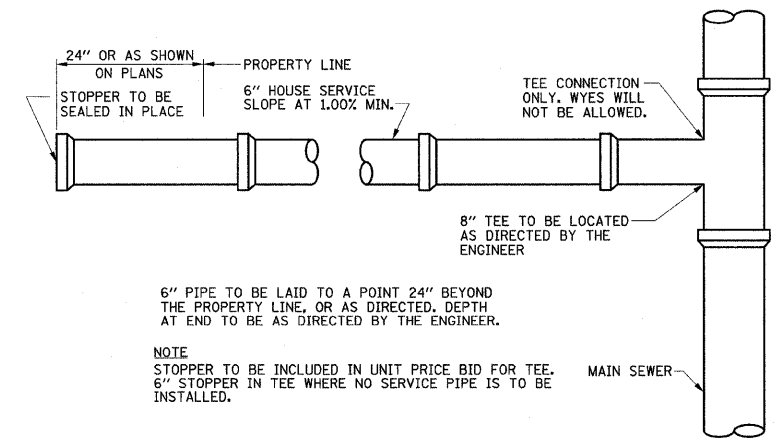 24" OR AS SHOWN
ON PLANS
PROPERTY LINE
STOPPER TO BE
SEALED IN PLACE
6" HOUSE SERVICE
SLOPE AT 1.00% MIN.
TEE CONNECTION
ONLY. WYES WILL
NOT BE ALLOWED.
8" TEE TO BE LOCATED
AS DIRECTED BY THE
ENGINEER
6" PIPE TO BE LAID TO A POINT 24" BEYOND
THE PROPERTY LINE, OR AS DIRECTED. DEPTH
AT END TO BE AS DIRECTED BY THE ENGINEER.
NOTE
STOPPER TO BE INCLUDED IN UNIT PRICE BID FOR TEE.
6" STOPPER IN TEE WHERE NO SERVICE PIPE IS TO BE
INSTALLED.
MAIN SEWER